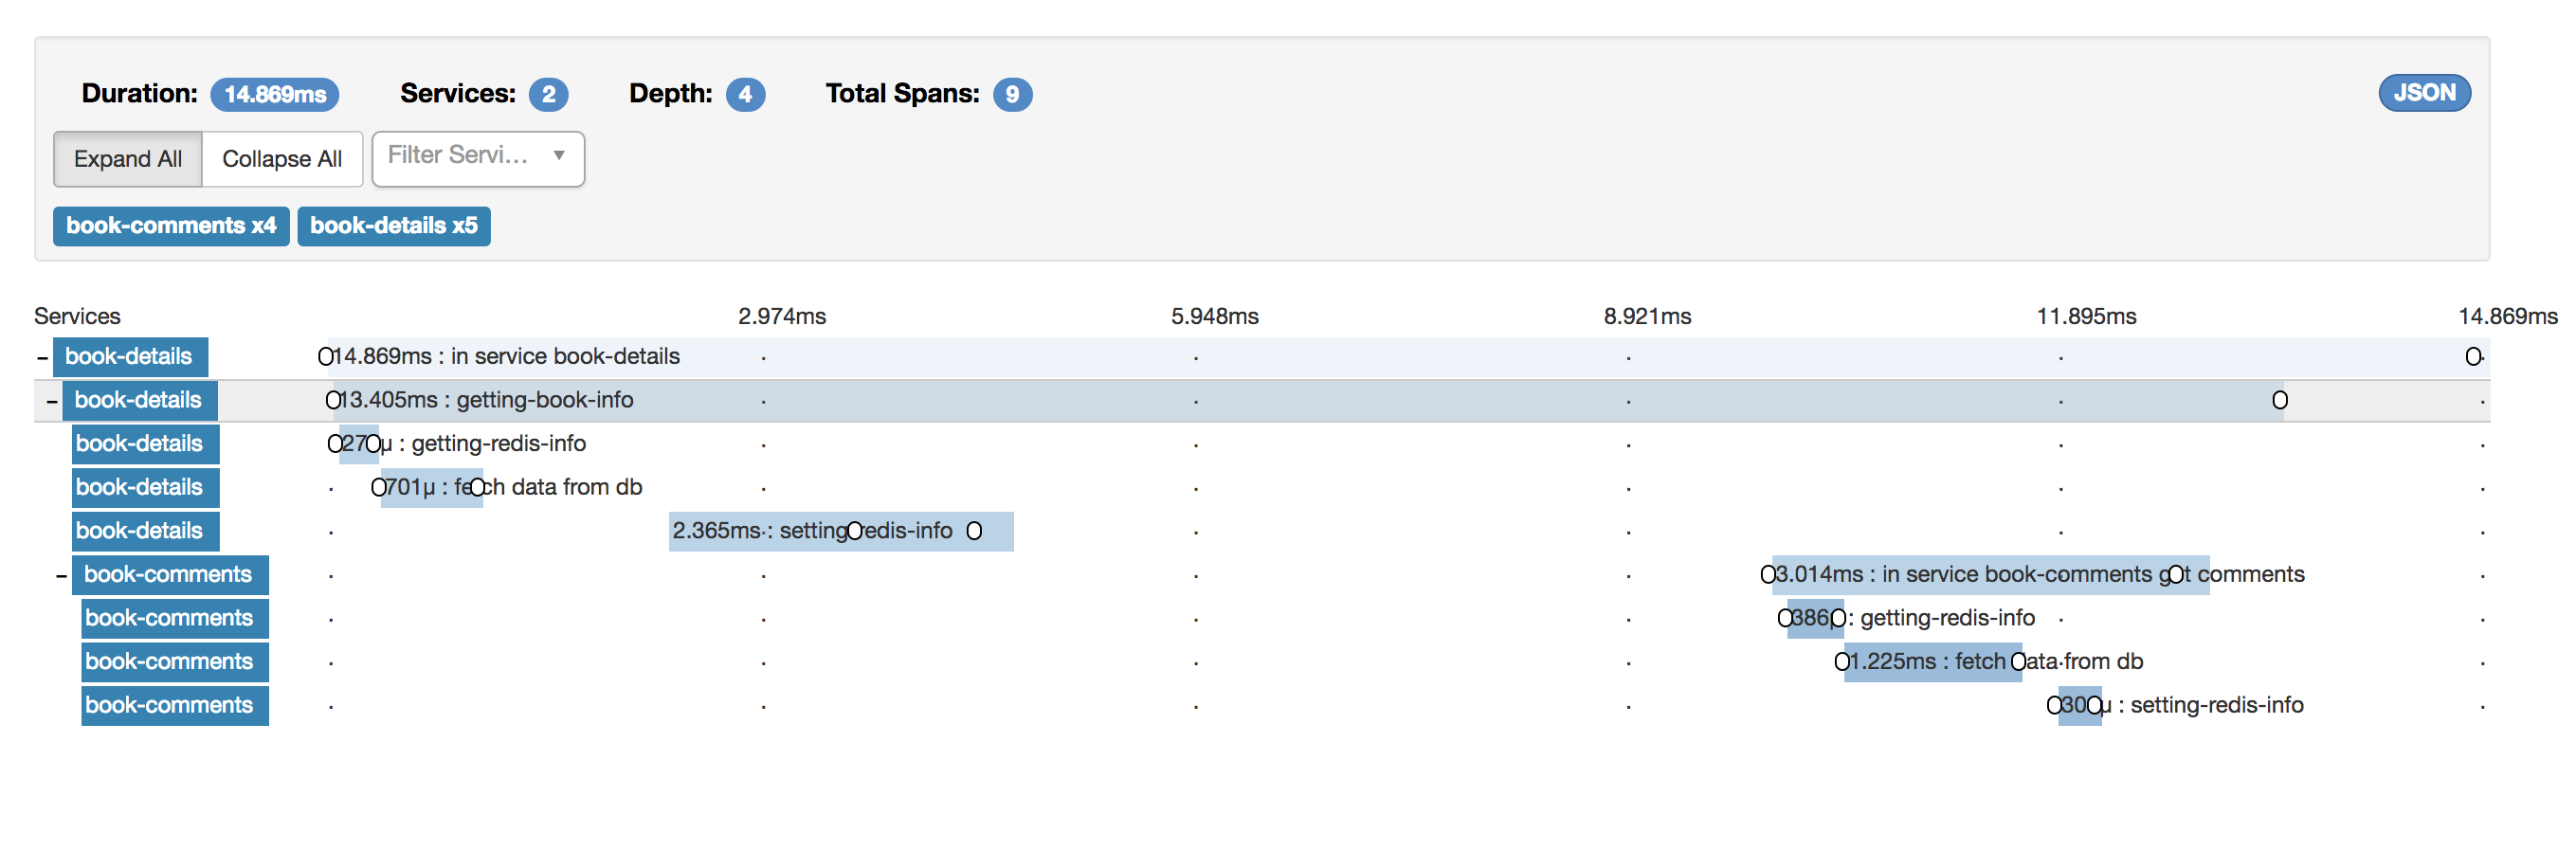 Duration: 14.869ms Services: 2 Depth: 4 Total Spans: 9 JSON
Expand All Collapse All Filter Servi...
book-comments x4 book-details x5
Services 2.974ms 5.948ms 8.921ms 11.895ms 14.869ms
book-details 14.869ms : in service book-details
book-details 13.405ms : getting-book-info
book-details : getting-redis-info
book-details 701µ : fetch data from db
book-details 2.365ms : setting-redis-info
book-comments 3.014ms : in service book-comments got comments
book-comments 386µ : getting-redis-info
book-comments 1.225ms : fetch data from db
book-comments : setting-redis-info